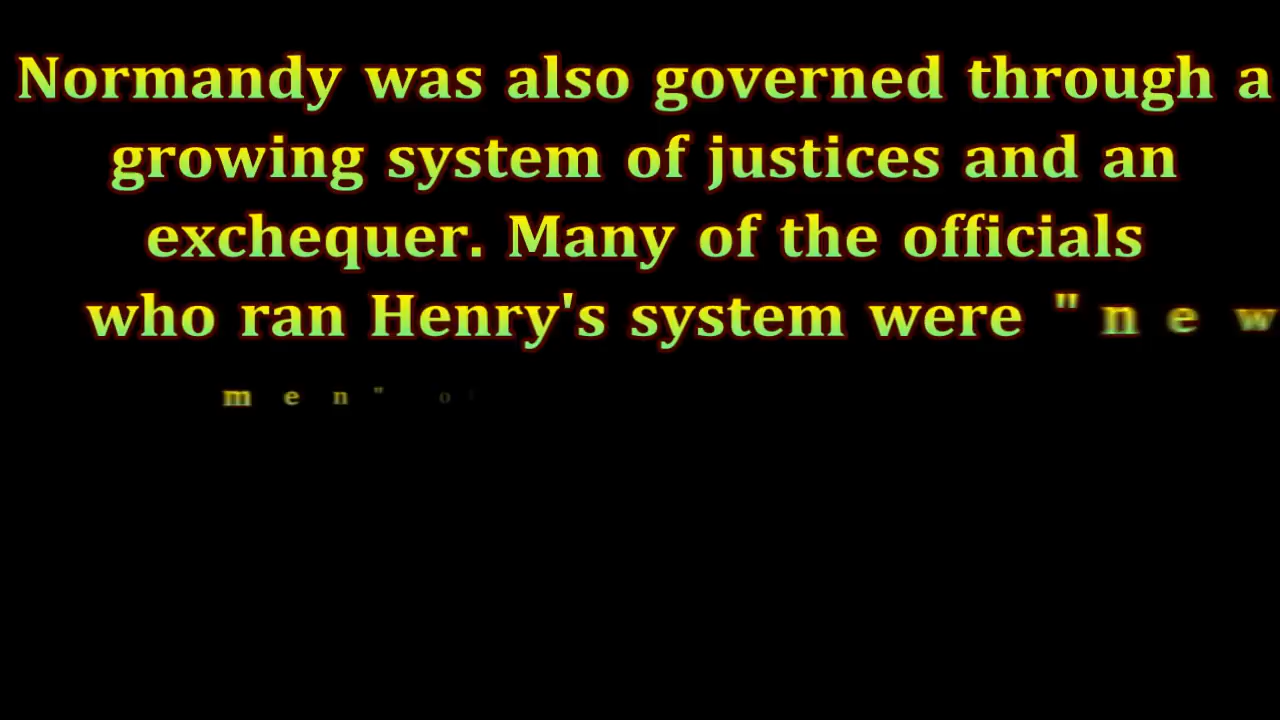 Normandy was also governed through a
growing system of justices and an
exchequer. Many of the officials
who ran Henry's system were "new
men" o